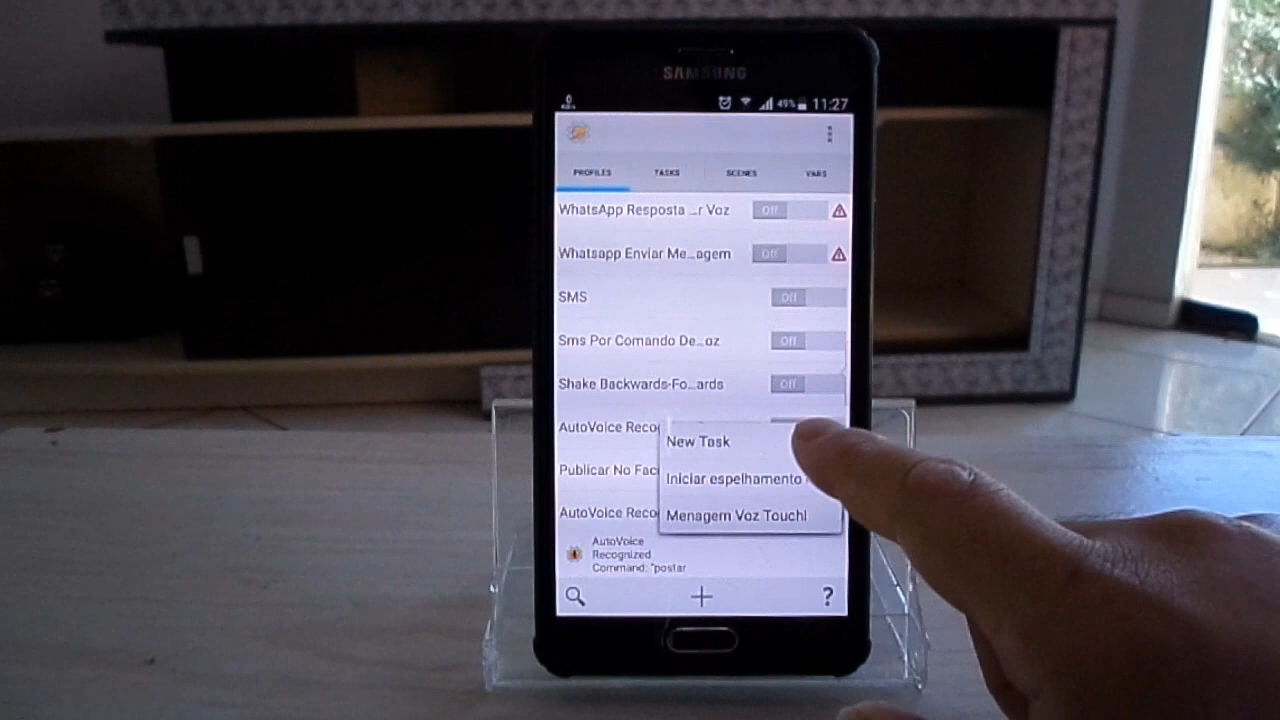 SAMSUNG
49% 11:27
PROFILES TASKS SCENES VARS
WhatsApp Resposta ...r Voz Off
Whatsapp Enviar Me...agem Off
SMS Off
Sms Por Comando De...oz Off
Shake Backwards-Fo...ards Off
AutoVoice Reco
New Task
Publicar No Fac
Iniciar espelhamento
AutoVoice Reco
Menagem Voz Touch!
AutoVoice
Recognized
Command: "postar
?